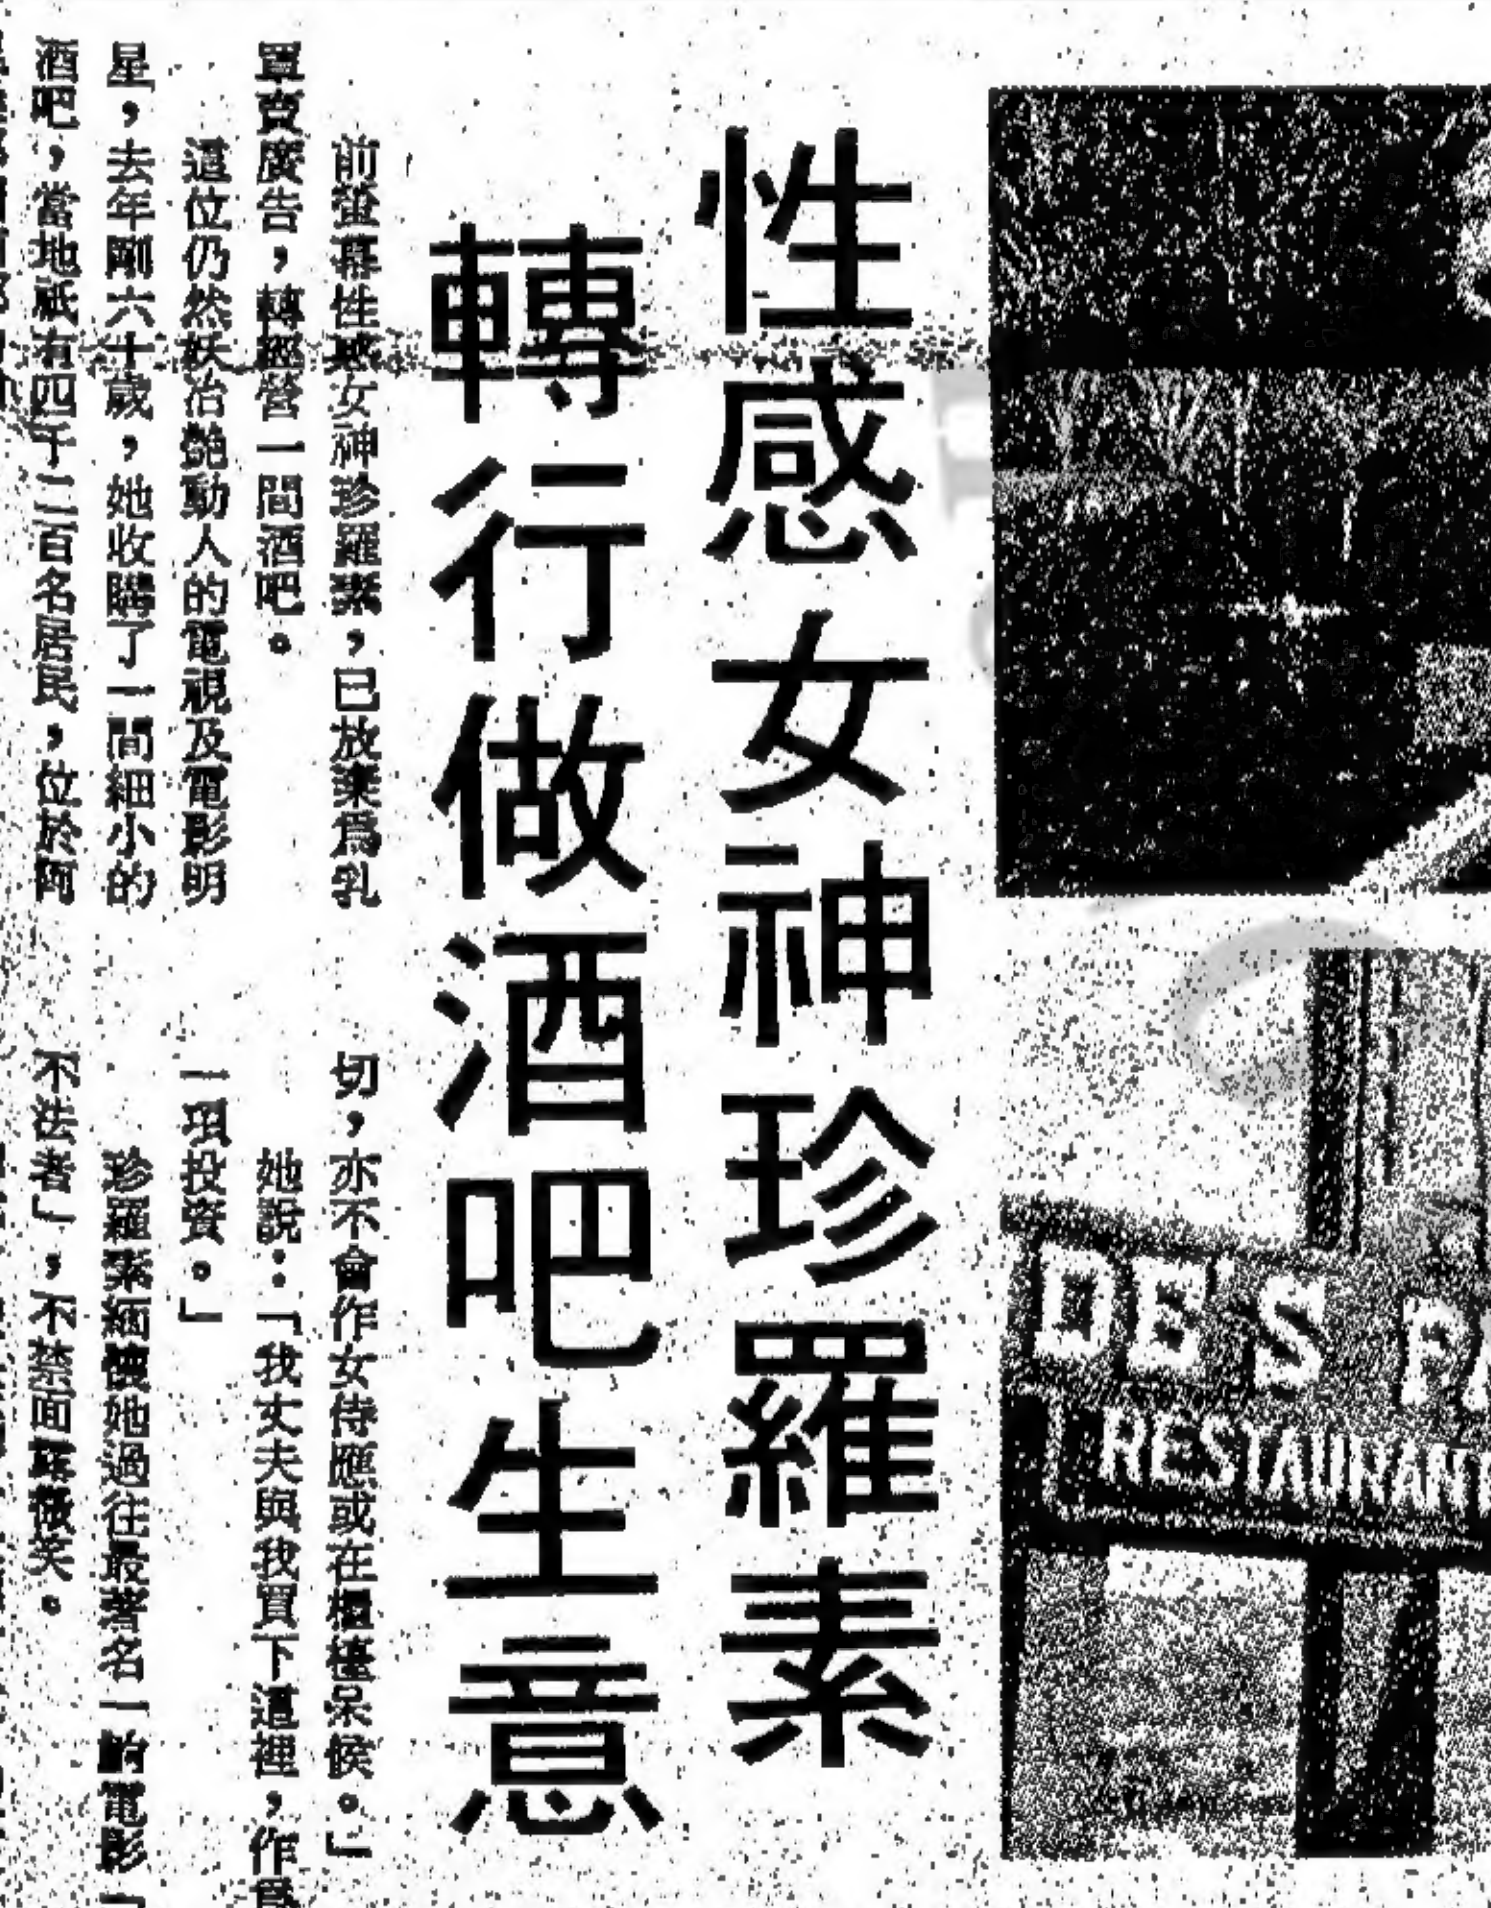 性感女神珍羅素
轉行做酒吧生意
前螢幕性感女神珍羅素，已放棄爲乳
罩賣廣告，轉經營一間酒吧。
這位仍然妖冶艷動人的電視及電影明
星，去年剛六十歲，她收購了一間細小的
酒吧，當地祇有四千二百名居民，位於阿
切，亦不會作女侍應或在櫃檯呆候。」
她說：「我丈夫與我買下這裡，作爲
一項投資。」
珍羅素緬懷她過往最著名一齣電影「
不法者」，不禁面露微笑。
DE'S PA
RESTAURANT